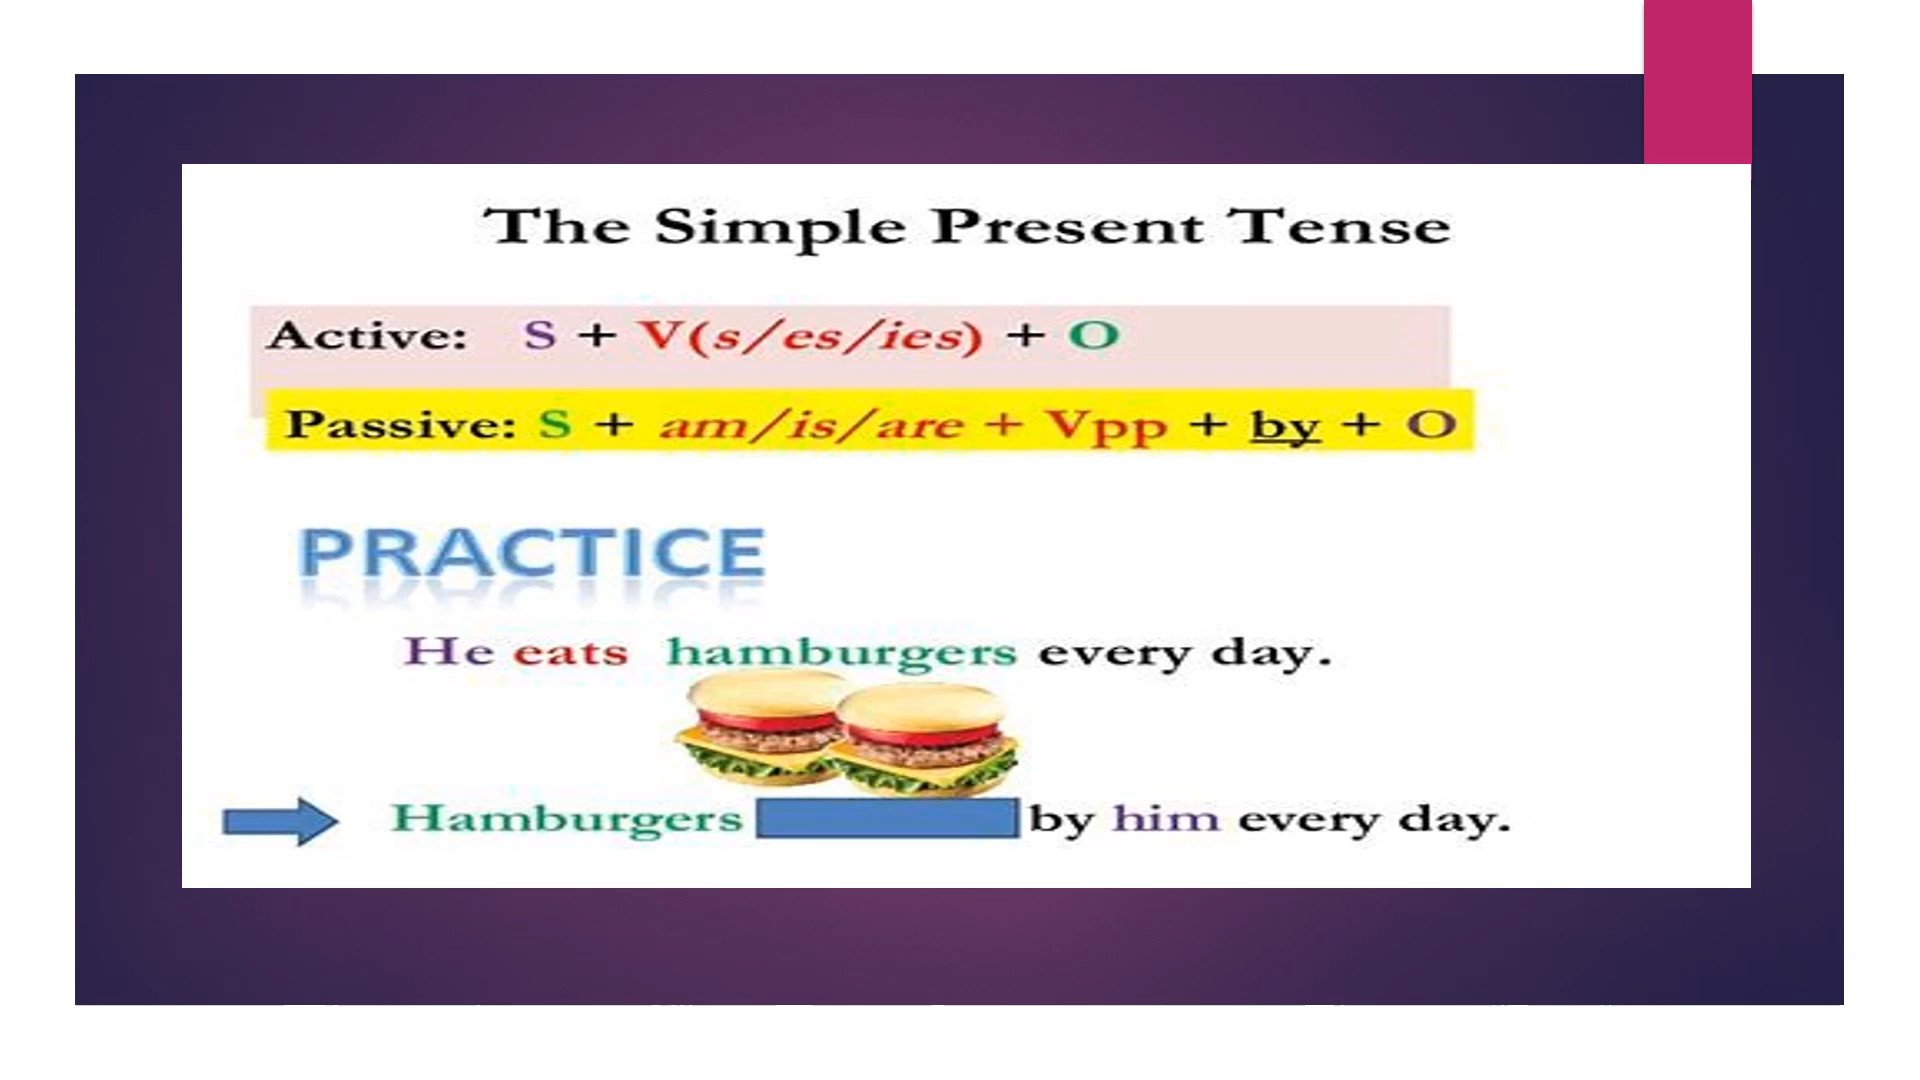 The Simple Present Tense
Active: S + V(s/es/ies) + O
Passive: S + am/is/are + Vpp + by + O
PRACTICE
He eats hamburgers every day.
Hamburgers by him every day.